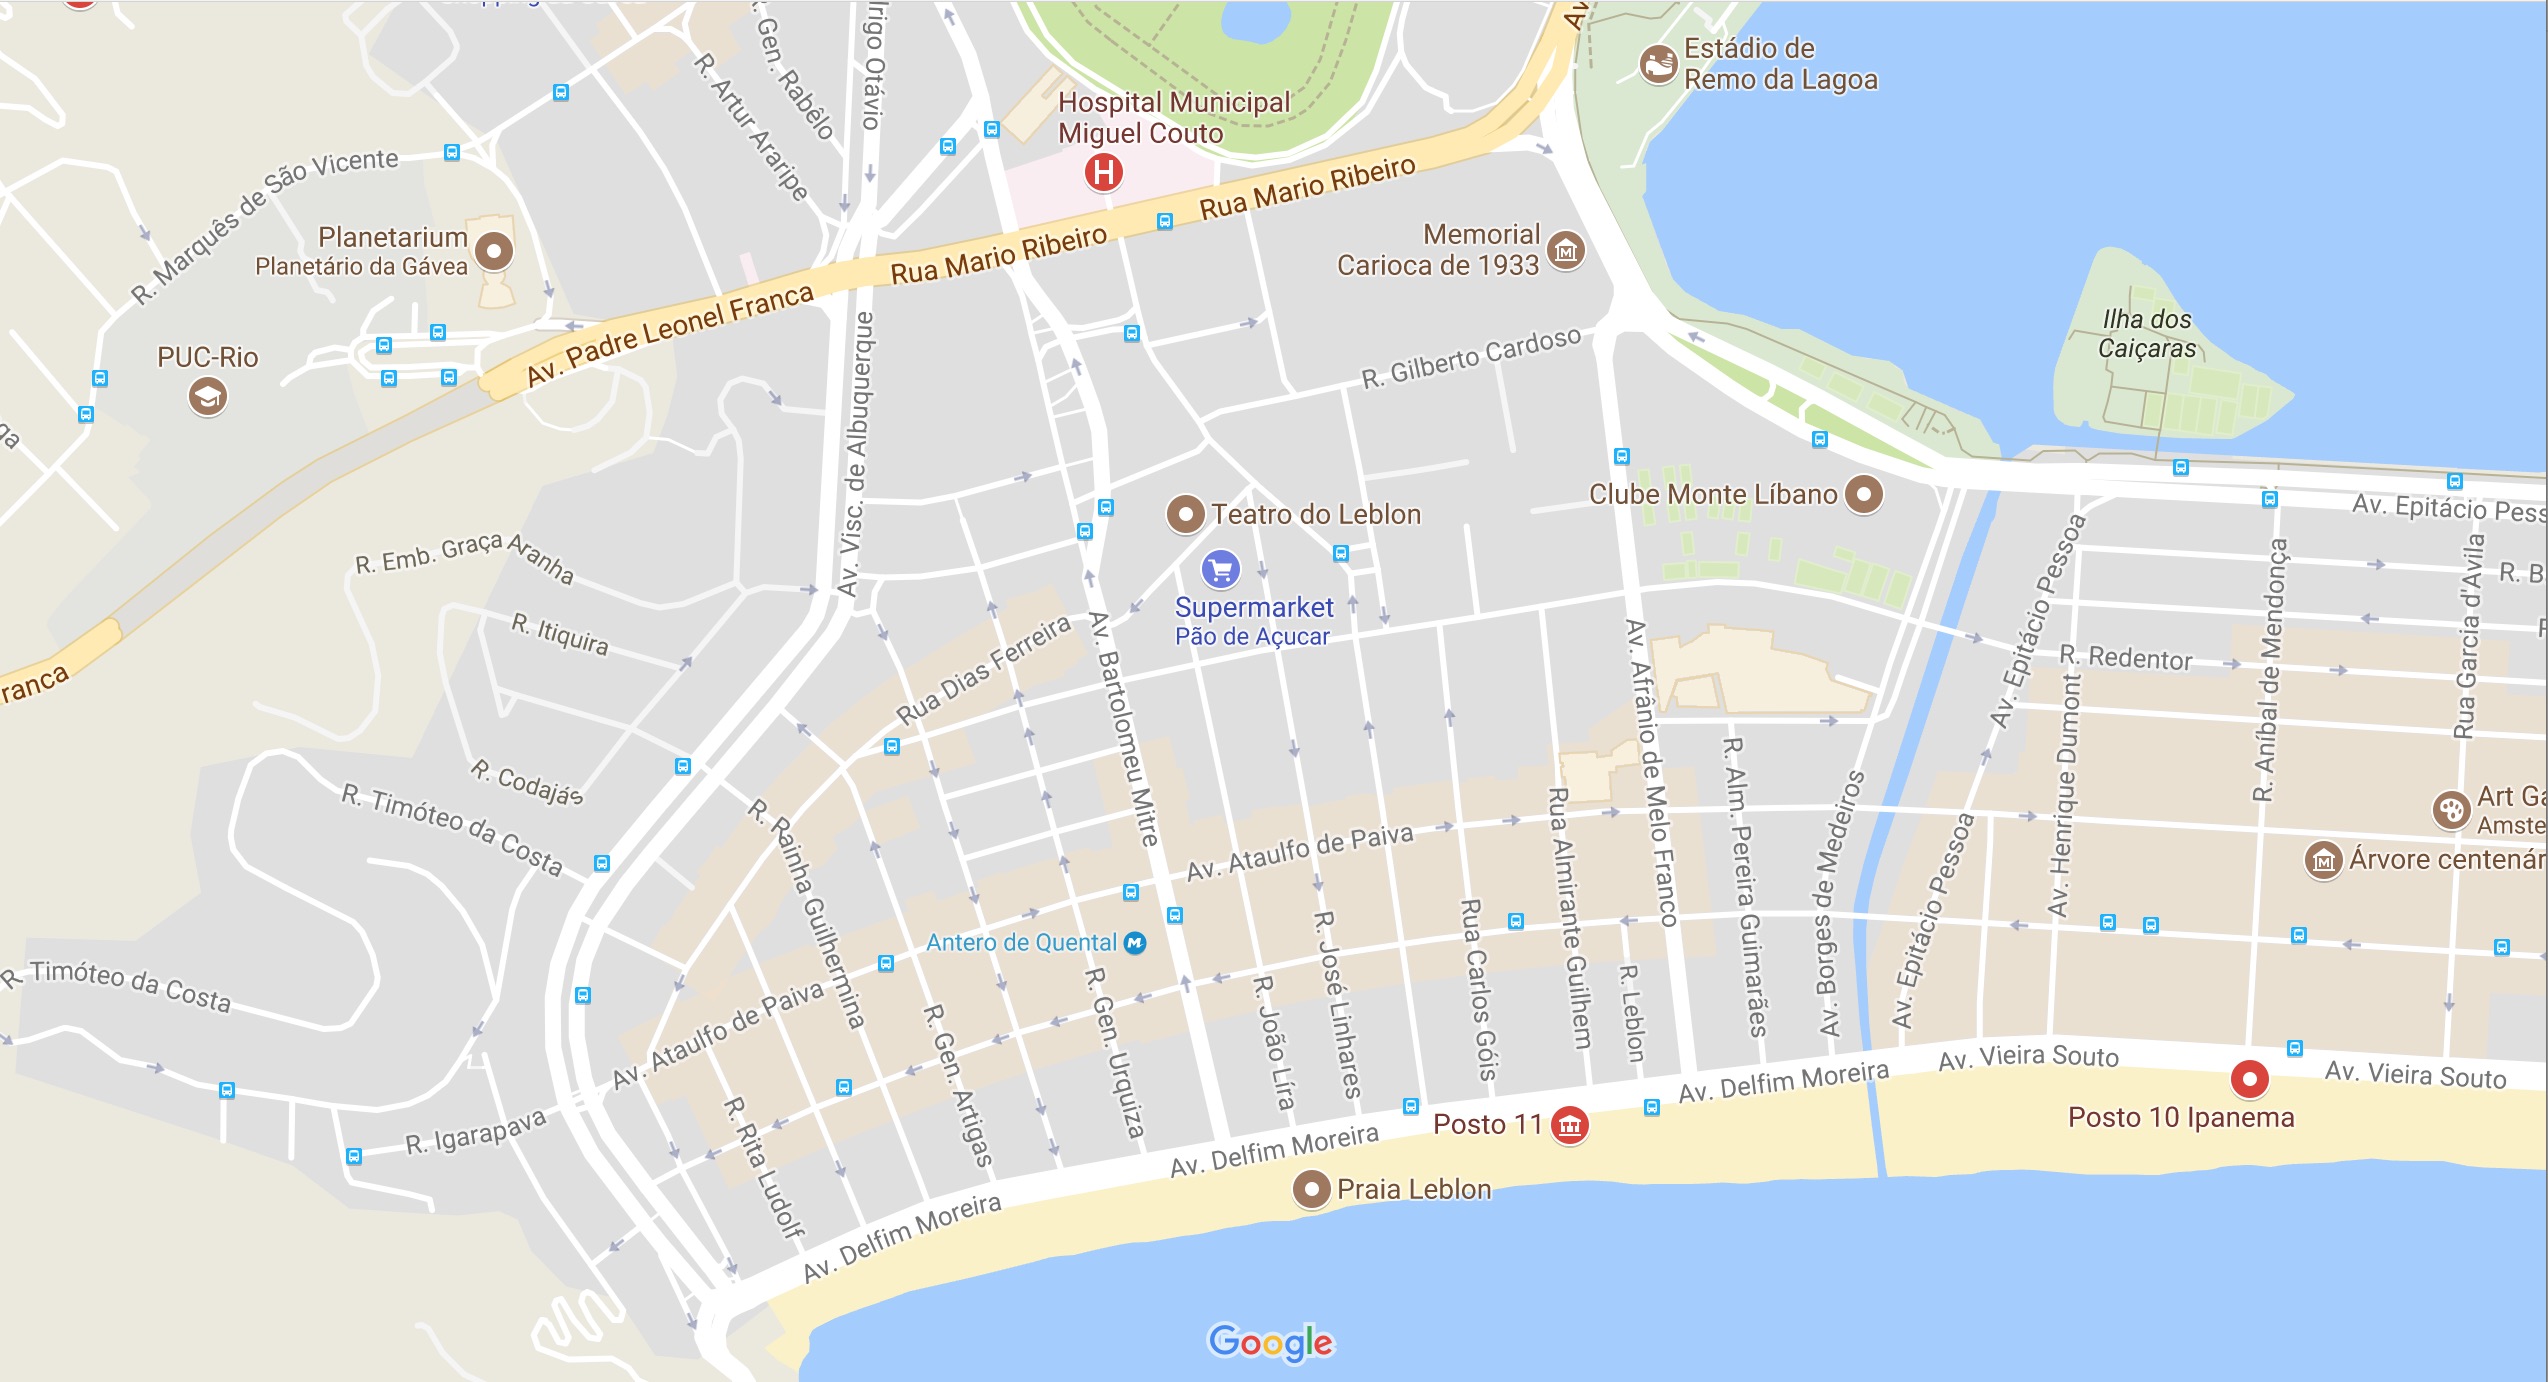 Estádio de
Remo da Lagoa
R. Gen. Rabêlo
R. Artur Araripe
Hospital Municipal
Miguel Couto
H
R. Marquês de São Vicente
Rua Mario Ribeiro
Rua Mario Ribeiro
Planetarium
Planetário da Gávea
Memorial
Carioca de 1933
Av. Padre Leonel Franca
Ilha dos
Caiçaras
PUC-Rio
R. Gilberto Cardoso
Av. Visc. de Albuquerque
Clube Monte Líbano
Teatro do Leblon
Av. Epitácio Pess
R. Emb. Graça Aranha
Supermarket
Pão de Açucar
R. Itiquira
Rua Dias Ferreira
Av. Bartolomeu Mitre
Av. Afrânio de Melo Franco
Av. Epitácio Pessoa
R. Redentor
R. Aníbal de Mendonça
Rua Garcia d'Avila
R. B
Av. Henrique Dumont
ranca
R. Codajás
R. Timóteo da Costa
R. Rainha Guilhermina
Av. Ataulfo de Paiva
Rua Almirante Guilhem
R. Alm. Pereira Guimarães
Av. Borges de Medeiros
Av. Epitácio Pessoa
Art Ga
Amste
Árvore centenár
Antero de Quental
R. Timóteo da Costa
Av. Ataulfo de Paiva
R. Gen. Artigas
R. Gen. Urquiza
R. João Líra
R. José Linhares
Rua Carlos Góis
R. Leblon
Av. Delfim Moreira
Av. Vieira Souto
Av. Vieira Souto
Posto 10 Ipanema
Posto 11
R. Igarapava
R. Rita Ludolf
Av. Delfim Moreira
Praia Leblon
Av. Delfim Moreira
Google